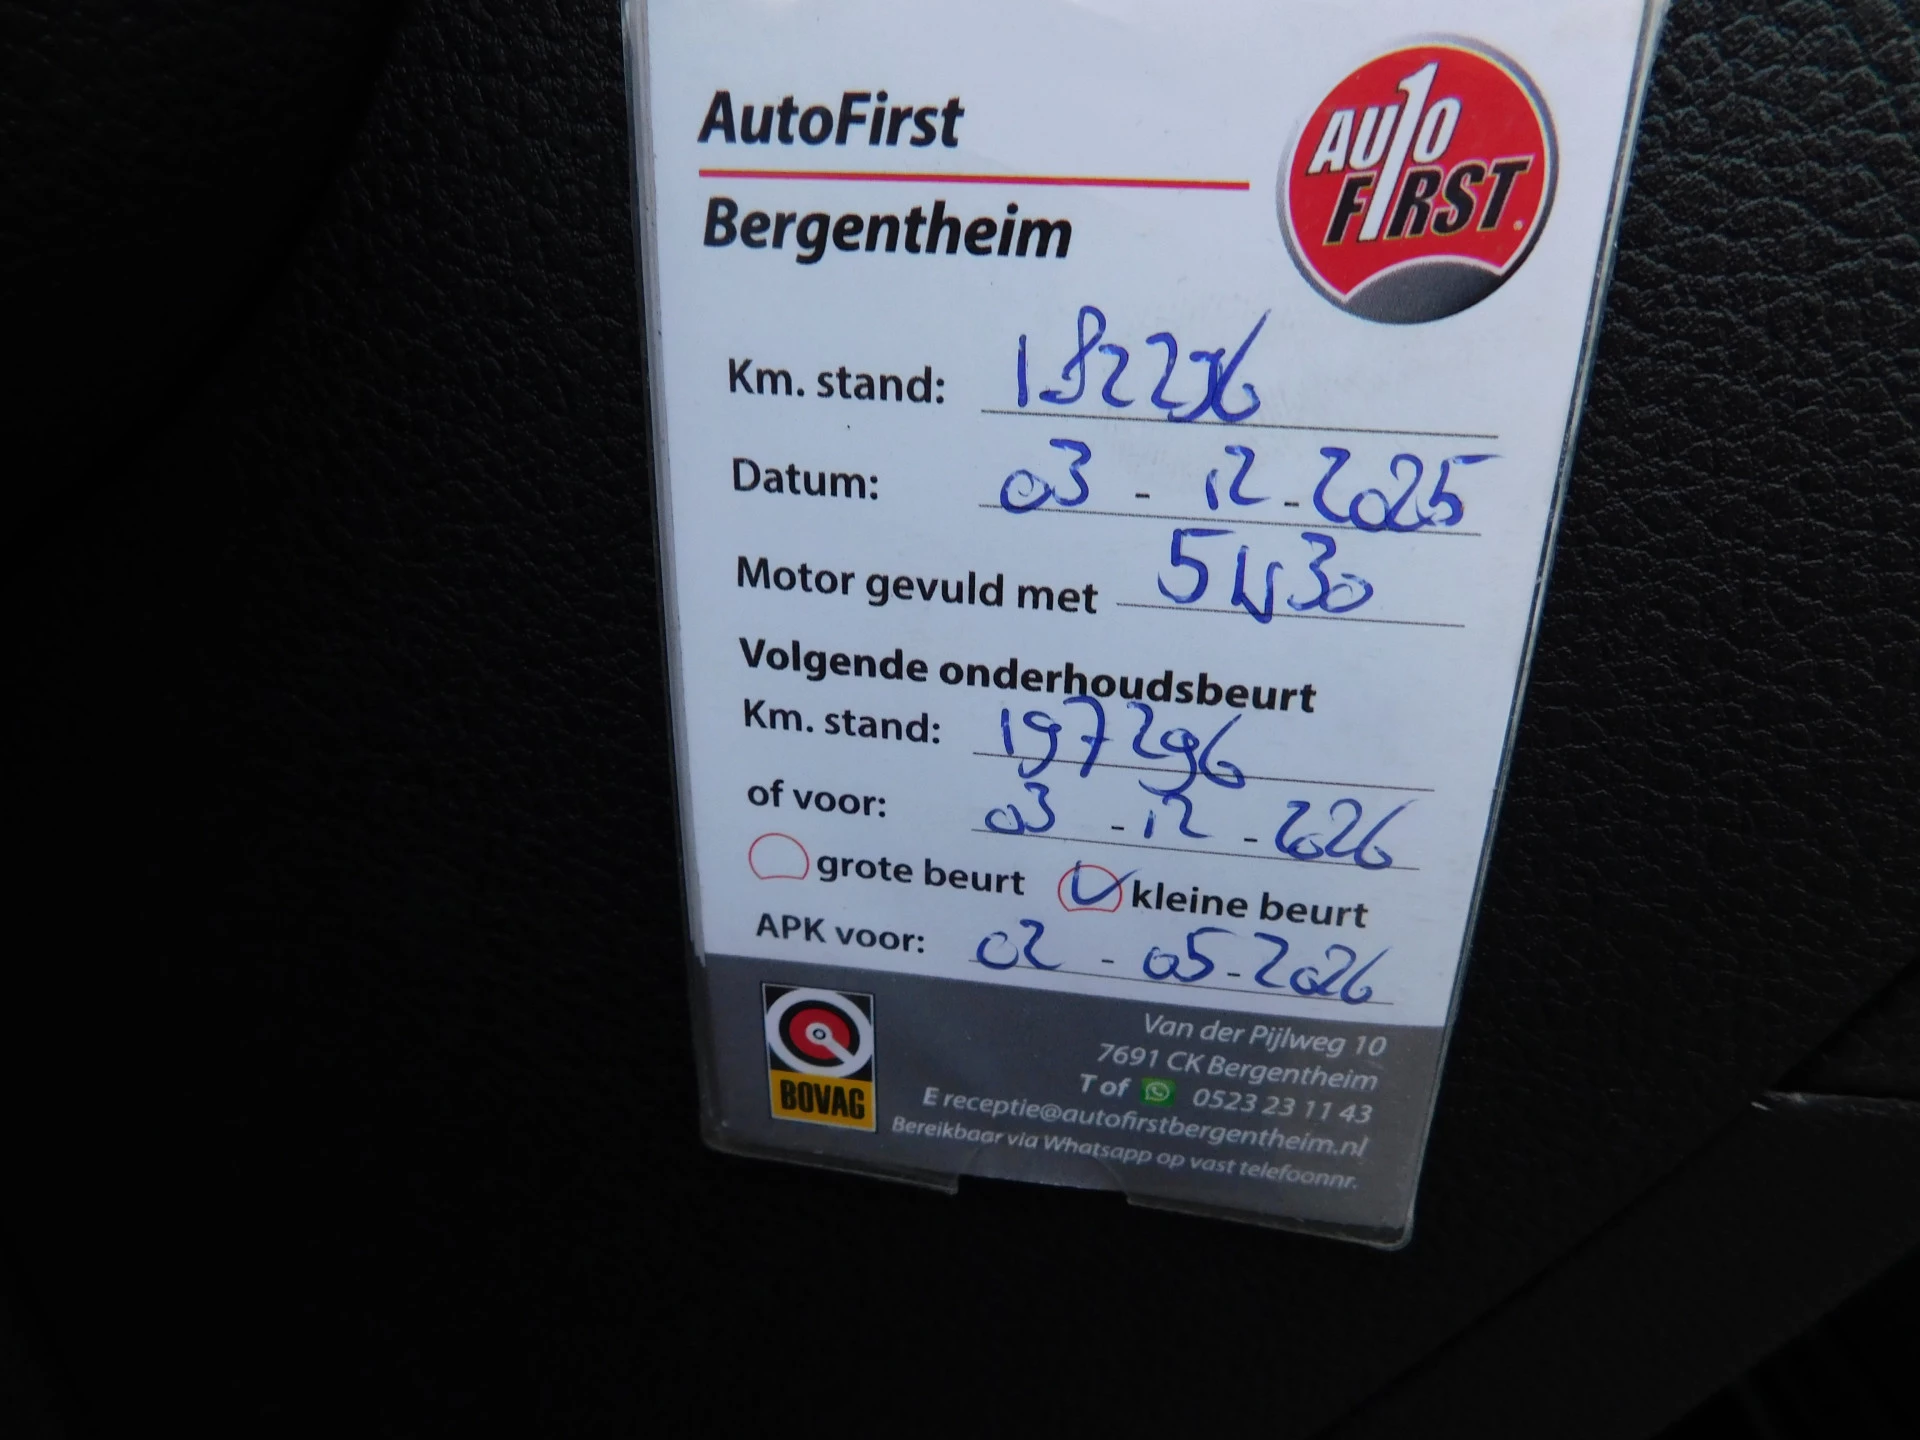 AutoFirst
Bergentheim
AUTO
FIRST
Km. stand: 182296
Datum: 03 - 12 - 2025
Motor gevuld met 5W30
Volgende onderhoudsbeurt
Km. stand: 197296
of voor: 03 - 12 - 2026
grote beurt kleine beurt
APK voor: 02 - 05 - 2026
BOVAG
Van der Pijlweg 10
7691 CK Bergentheim
T of 0523 23 11 43
E receptie@autofirstbergentheim.nl
Bereikbaar via Whatsapp op vast telefoonnr.